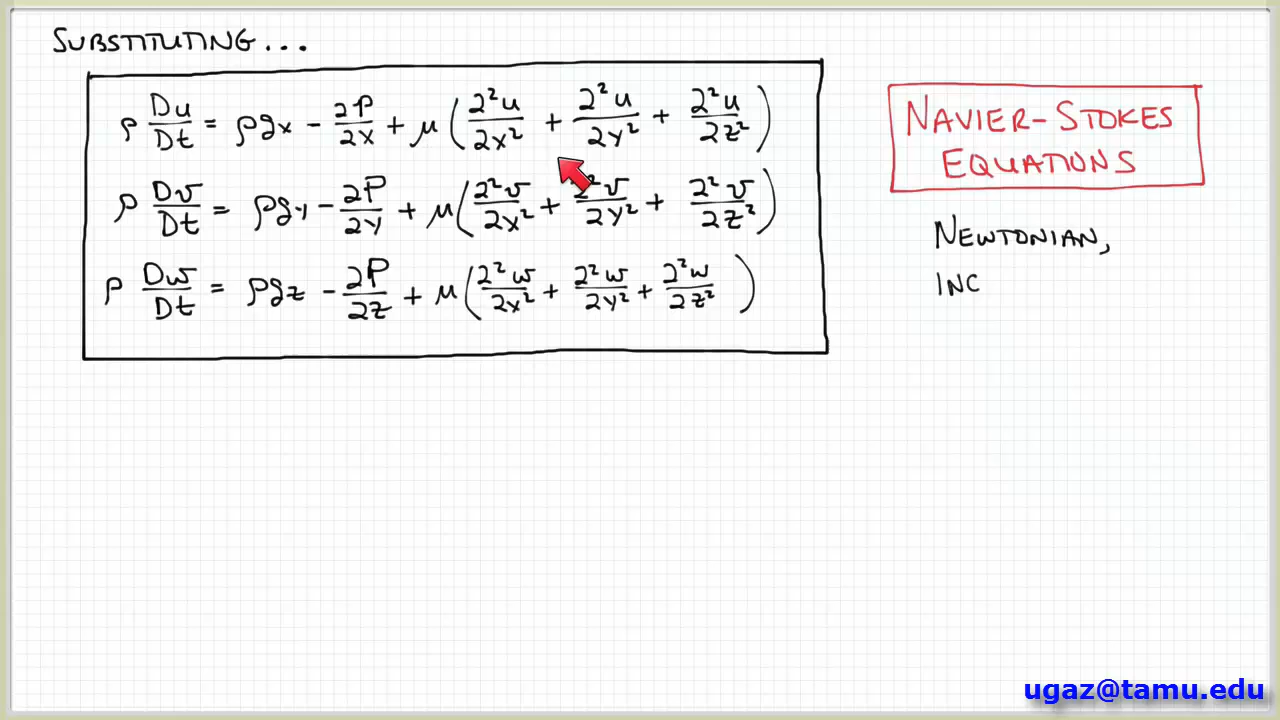 SUBSTITUTING...
ρ Du/Dt = ρgx - ∂P/∂x + μ(∂²u/∂x² + ∂²u/∂y² + ∂²u/∂z²)
ρ Dv/Dt = ρgy - ∂P/∂y + μ(∂²v/∂x² + ∂²v/∂y² + ∂²v/∂z²)
ρ Dw/Dt = ρgz - ∂P/∂z + μ(∂²w/∂x² + ∂²w/∂y² + ∂²w/∂z²)
NAVIER-STOKES
EQUATIONS
NEWTONIAN,
INC
ugaz@tamu.edu